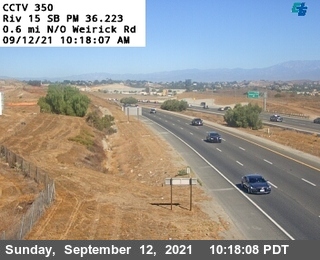 CCTV 350
Riv 15 SB PM 36.223
0.6 mi N/O Weirick Rd
09/12/21 10:18:07 AM
Sunday, September 12, 2021 10:18:08 PDT